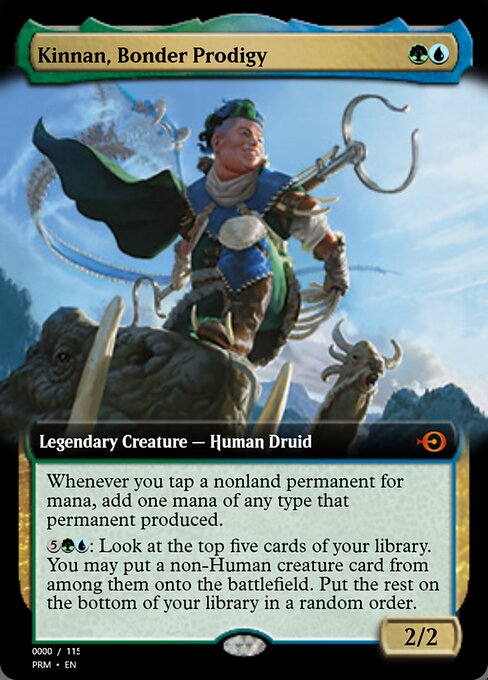 Kinnan, Bonder Prodigy
Legendary Creature — Human Druid
Whenever you tap a nonland permanent for
mana, add one mana of any type that
permanent produced.
5: Look at the top five cards of your library.
You may put a non-Human creature card from
among them onto the battlefield. Put the rest on
the bottom of your library in a random order.
2/2
0000 / 115
PRM • EN